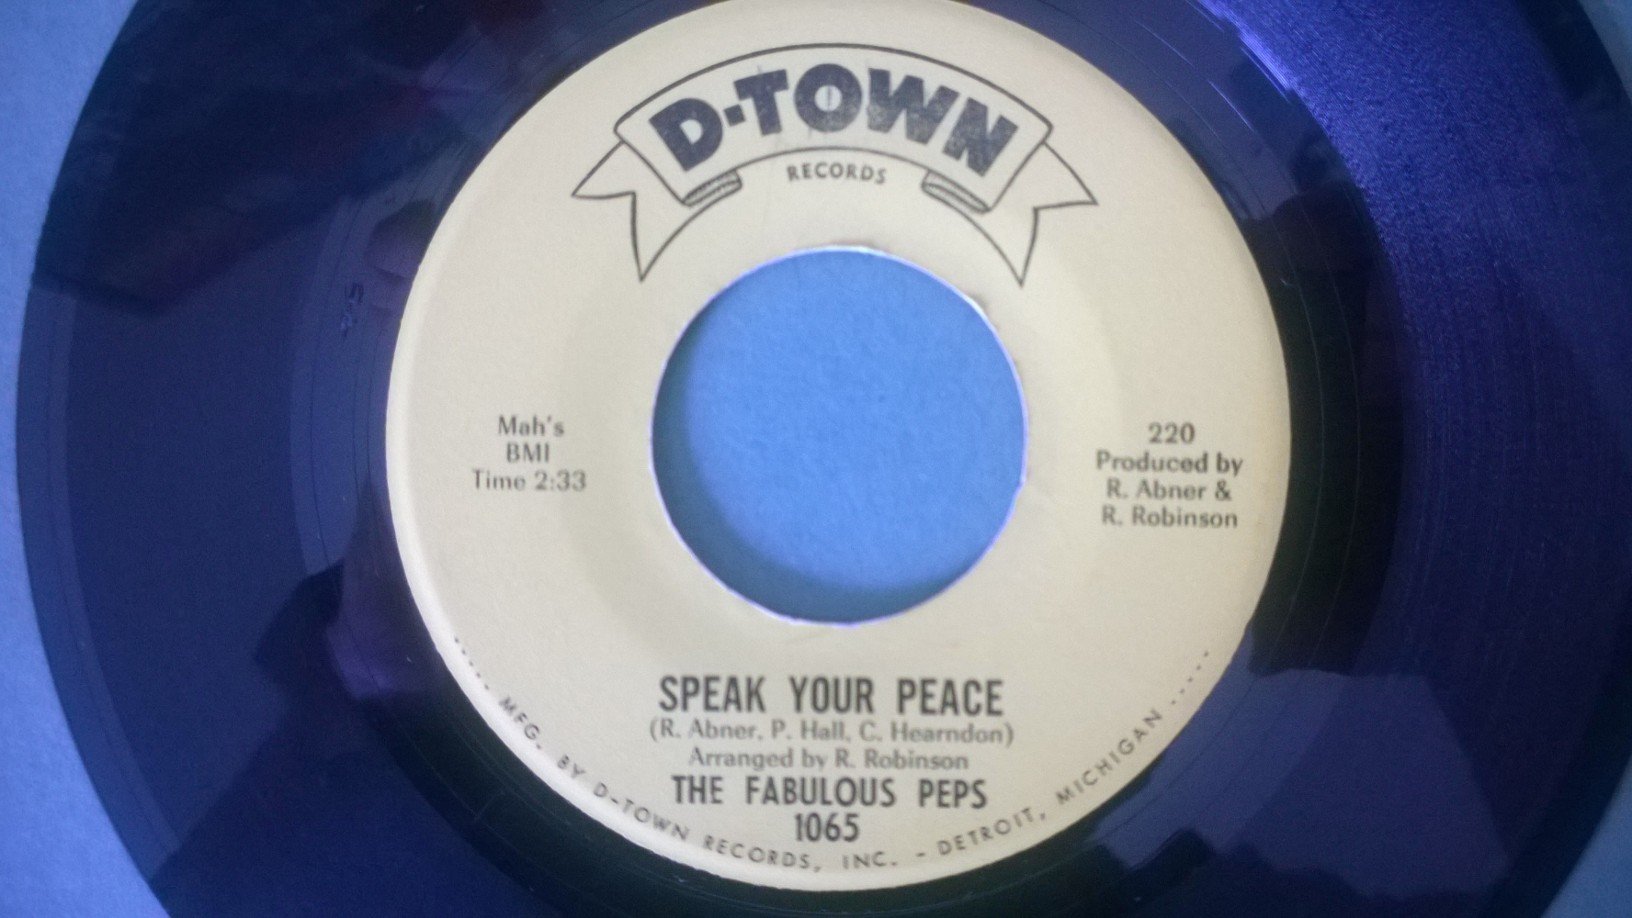 D-TOWN
RECORDS
Mah's
BMI
Time 2:33
220
Produced by
R. Abner &
R. Robinson
SPEAK YOUR PEACE
(R. Abner, P. Hall, C. Hearndon)
Arranged by R. Robinson
THE FABULOUS PEPS
1065
..... MFG. BY D-TOWN RECORDS, INC. - DETROIT, MICHIGAN .....